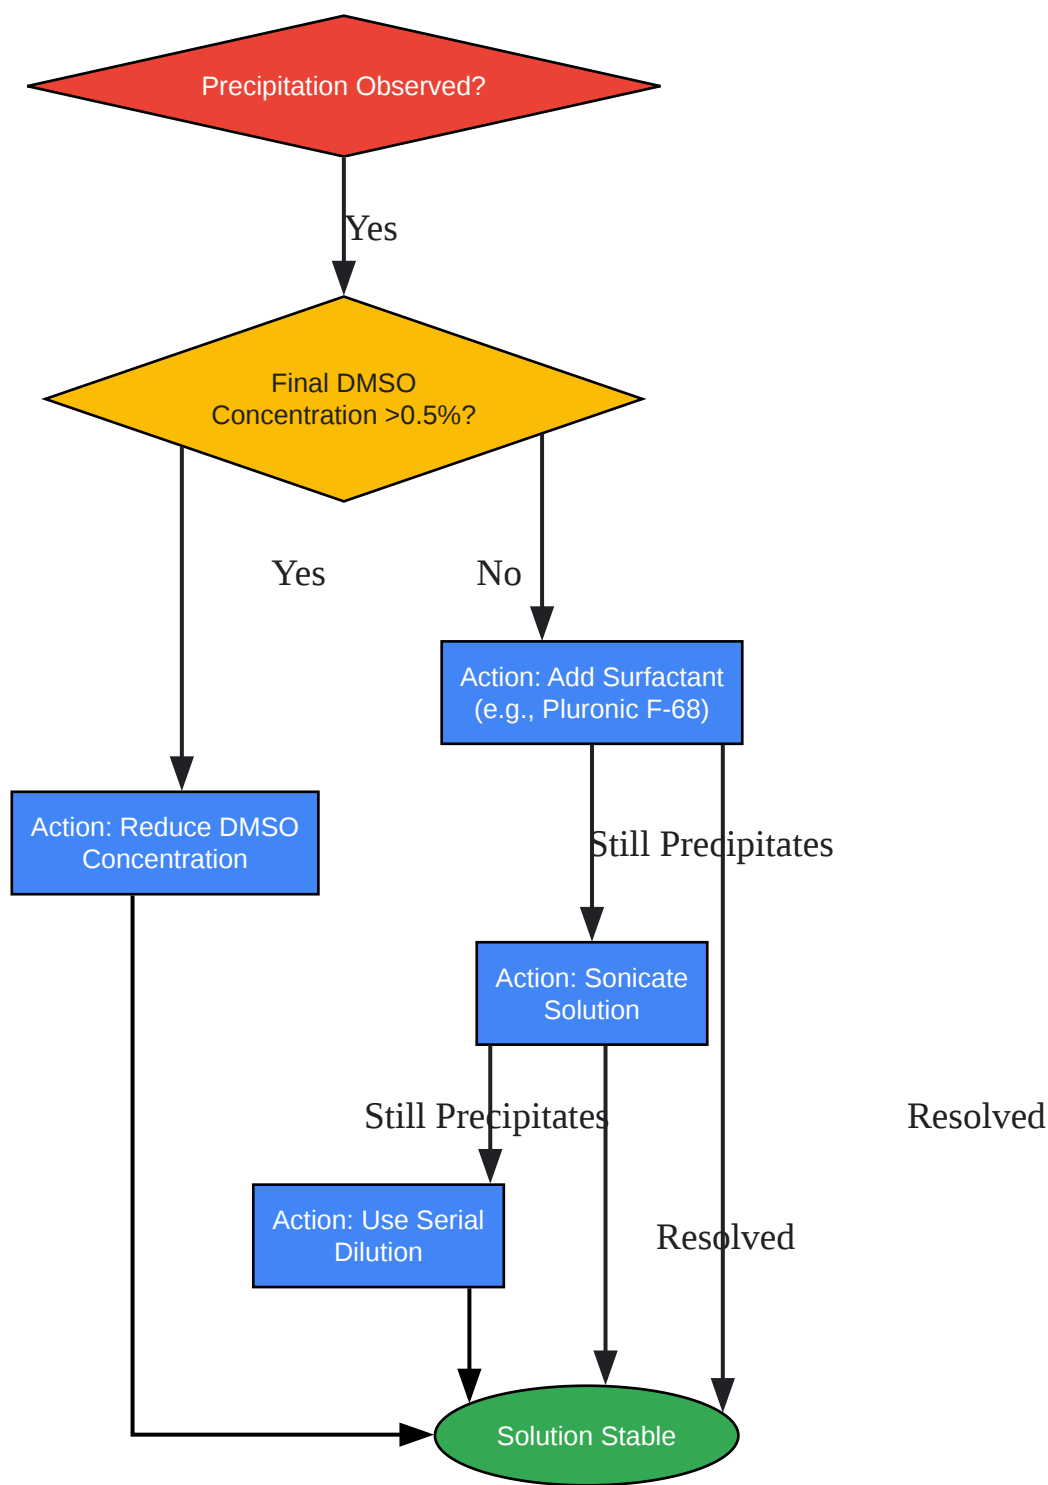 Precipitation Observed?
Yes
Final DMSO
Concentration >0.5%?
Yes
No
Action: Add Surfactant
(e.g., Pluronic F-68)
Action: Reduce DMSO
Concentration
Still Precipitates
Action: Sonicate
Solution
Still Precipitates
Resolved
Action: Use Serial
Dilution
Resolved
Solution Stable